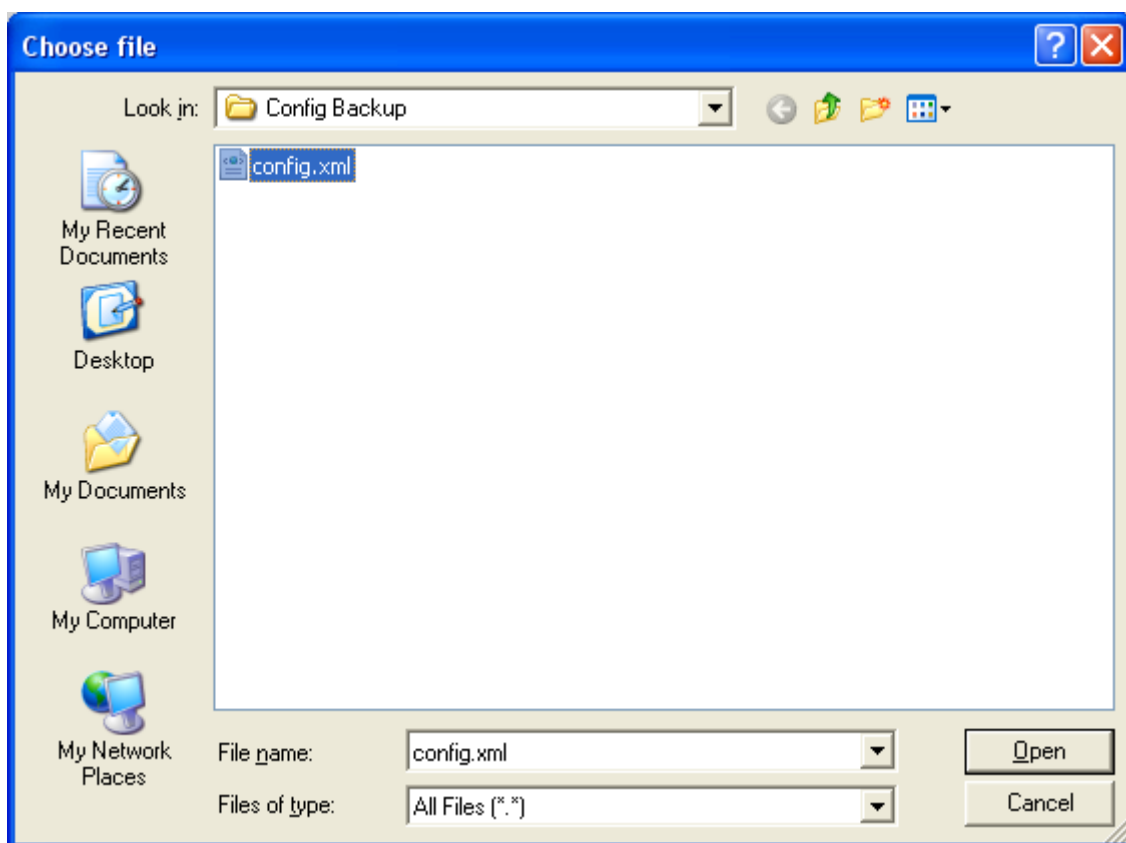 Choose file
Look in: Config Backup
config.xml
My Recent
Documents
Desktop
My Documents
My Computer
My Network
Places
File name: config.xml Open
Files of type: All Files (*.*) Cancel